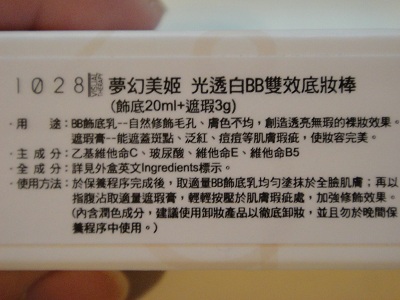 1028 夢幻美姬 光透白BB雙效底妝棒
(飾底20ml+遮瑕3g)
・用　　途：BB飾底乳--自然修飾毛孔、膚色不均，創造透亮無瑕的裸妝效果。
遮瑕膏--能遮蓋斑點、泛紅、痘痘等肌膚瑕疵，使妝容完美。
・主 成 分：乙基維他命C、玻尿酸、維他命E、維他命B5
・全 成 分：詳見外盒英文Ingredients標示。
・使用方法：於保養程序完成後，取適量BB飾底乳均勻塗抹於全臉肌膚；再以
指腹沾取適量遮瑕膏，輕輕按壓於肌膚瑕疵處，加強修飾效果。
(內含潤色成分，建議使用卸妝產品以徹底卸妝，並且勿於晚間保
養程序中使用。)